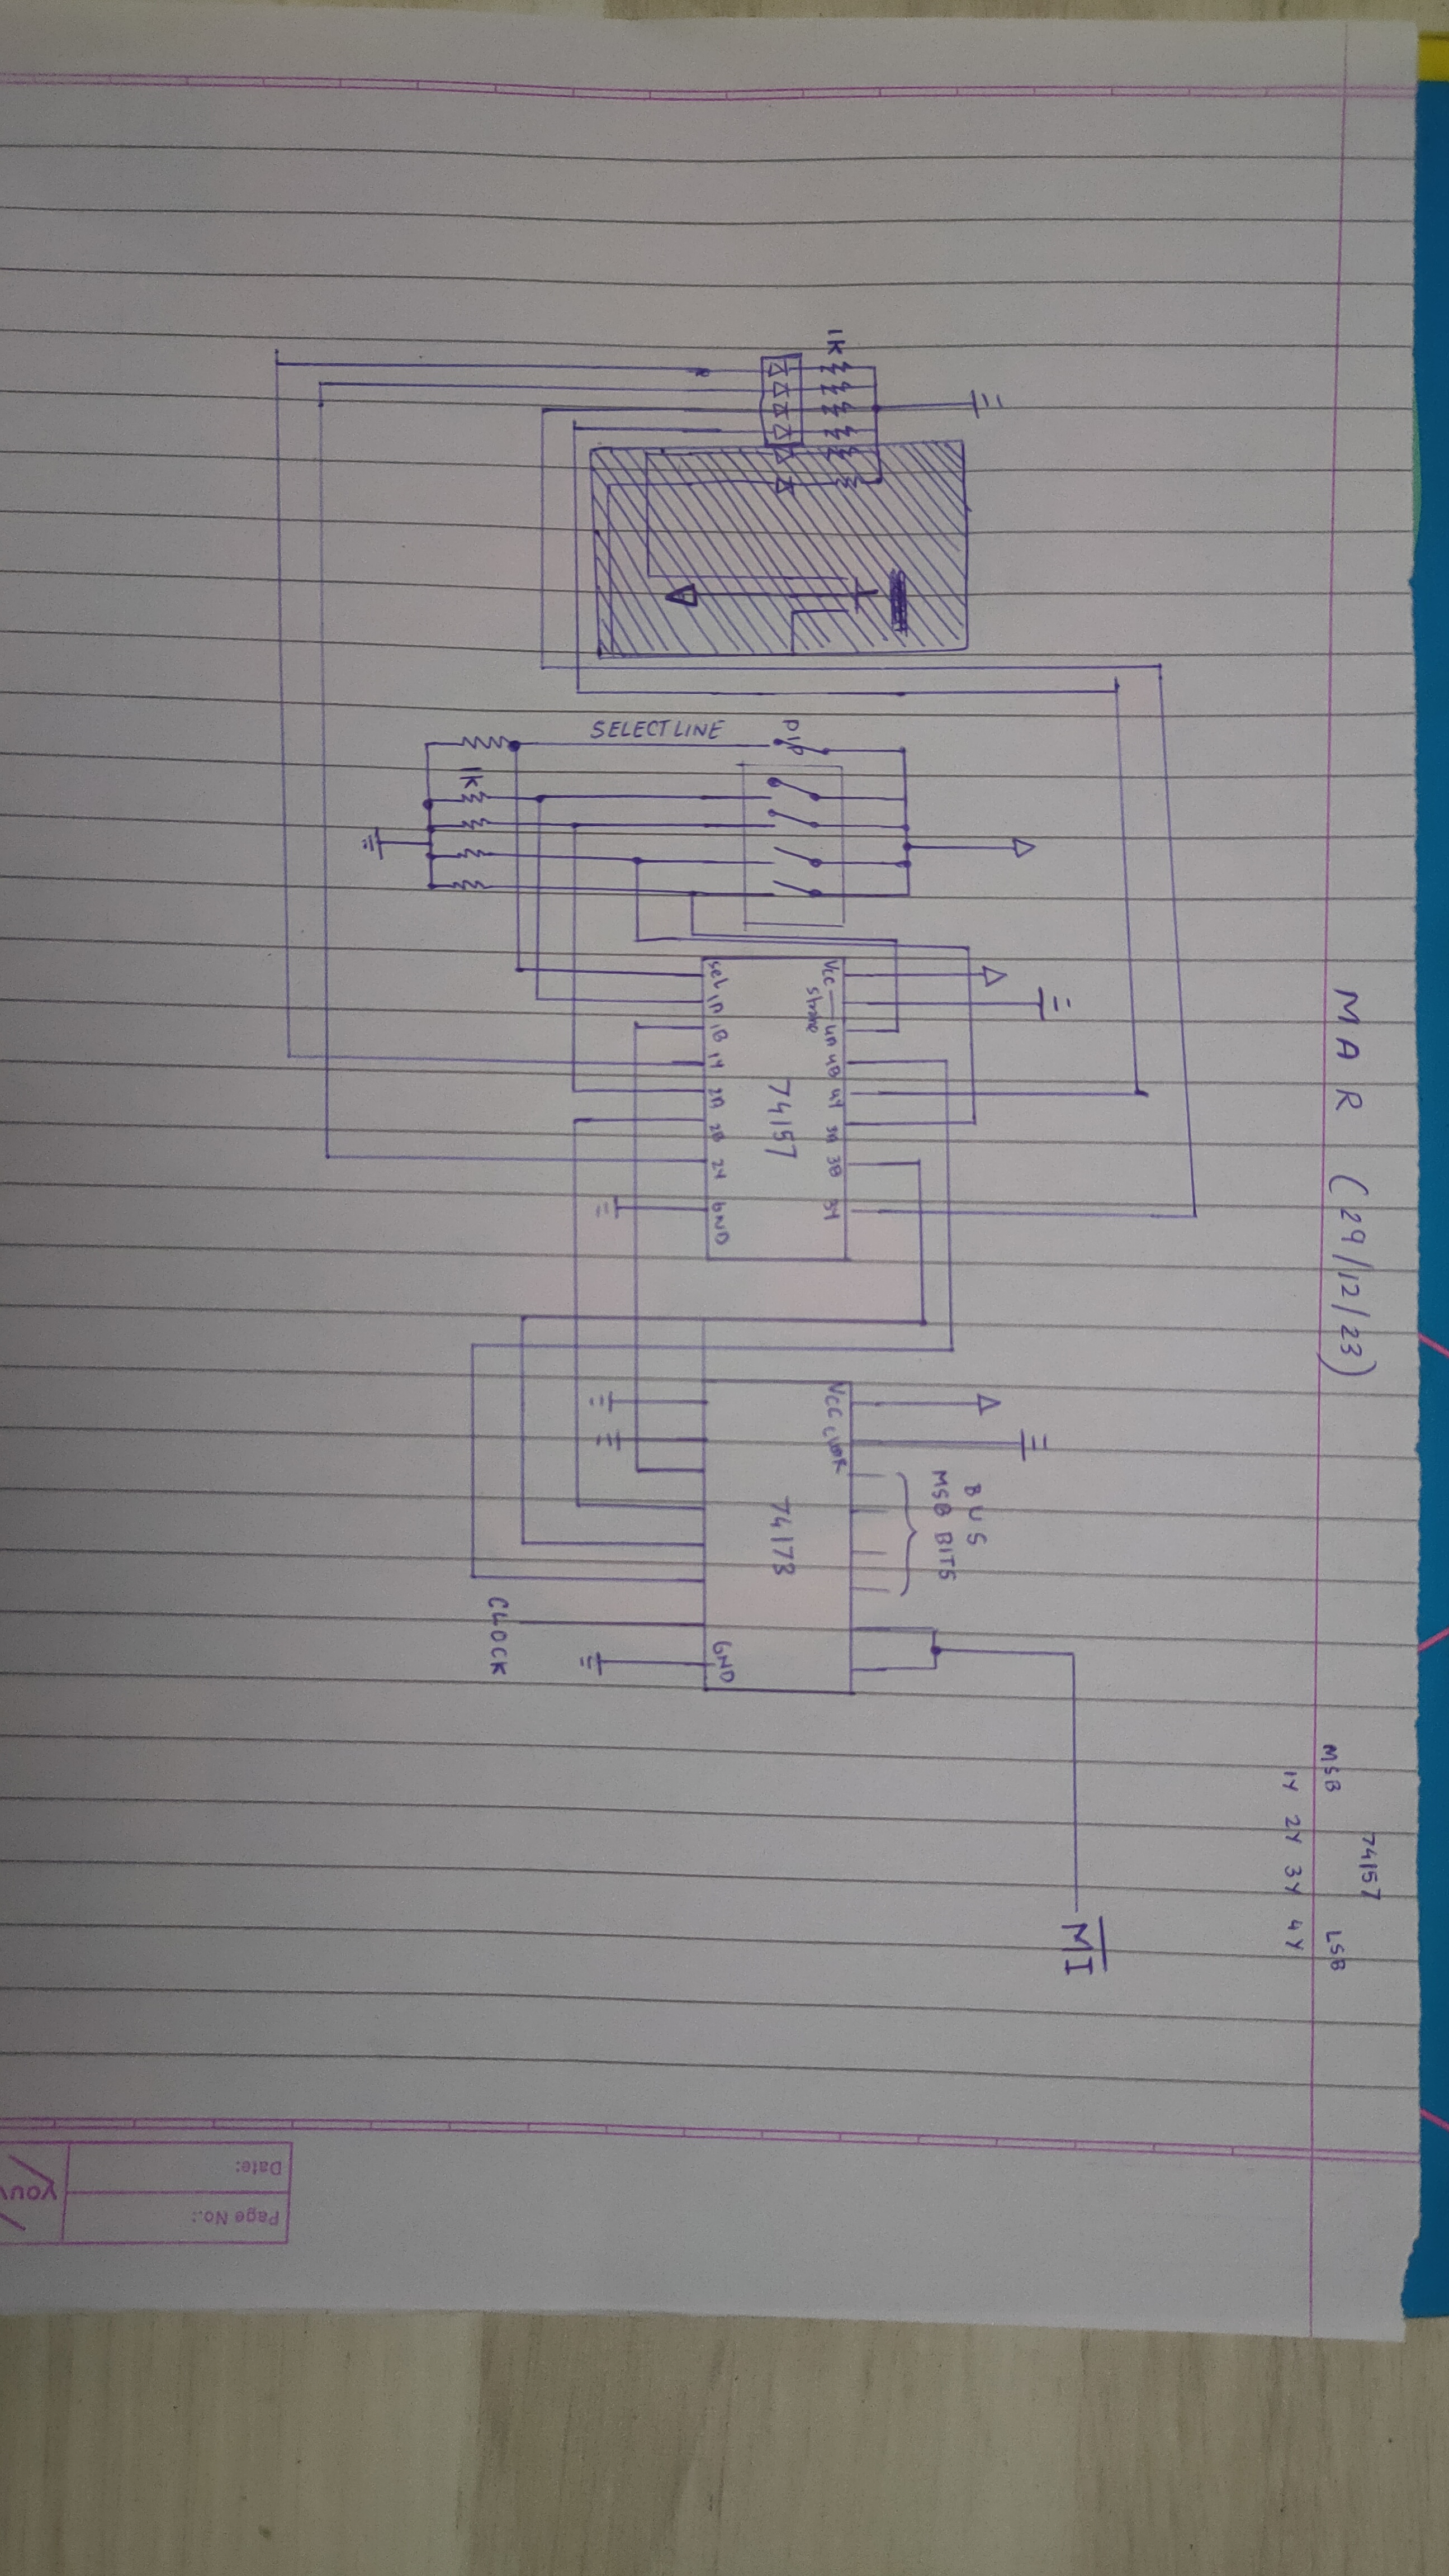 MAR (29/12/23)
74157
MSB LSB
1Y 2Y 3Y 4Y
MI
BUS
MSB BITS
1K
Vcc Strobe 4A 4B 4Y 3A 3B 3Y
74157
sel 1A 1B 1Y 2A 2B 2Y GND
VCC CLEAR
74173
GND
SELECT LINE
1K
CLOCK
Page No.:
Date: